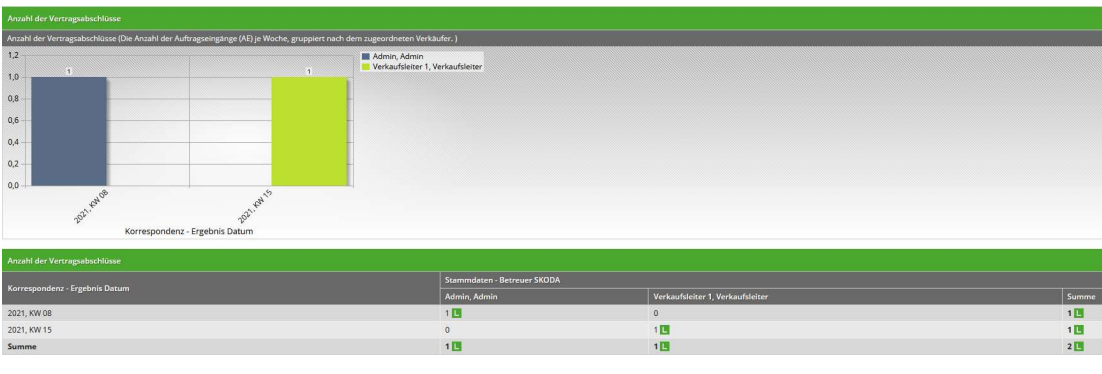 Anzahl der Vertragsabschlüsse
Anzahl der Vertragsabschlüsse (Die Anzahl der Auftragseingänge (AE) je Woche, gruppiert nach dem zugeordneten Verkäufer. )
1,2
1,0
0,8
0,6
0,4
0,2
0,0
1
1
2021, KW 08
2021, KW 15
Korrespondenz - Ergebnis Datum
Admin, Admin
Verkaufsleiter 1, Verkaufsleiter
Anzahl der Vertragsabschlüsse
Korrespondenz - Ergebnis Datum
Stammdaten - Betreuer SKODA
Admin, Admin Verkaufsleiter 1, Verkaufsleiter Summe
2021, KW 08 1 L 0 1 L
2021, KW 15 0 1 L 1 L
Summe 1 L 1 L 2 L